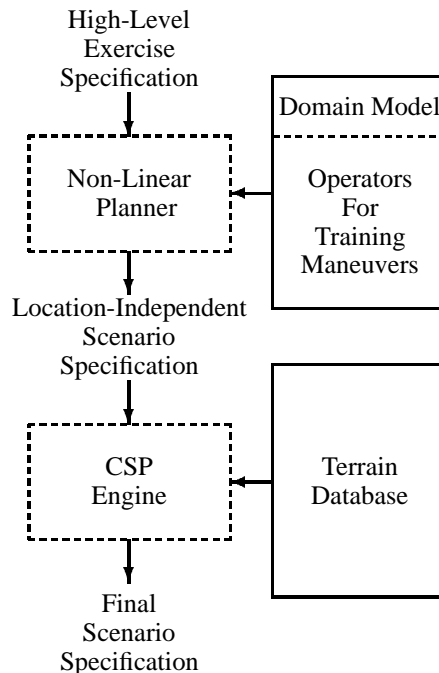 High-Level
Exercise
Specification
Domain Model
Non-Linear
Planner
Operators
For
Training
Maneuvers
Location-Independent
Scenario
Specification
CSP
Engine
Terrain
Database
Final
Scenario
Specification